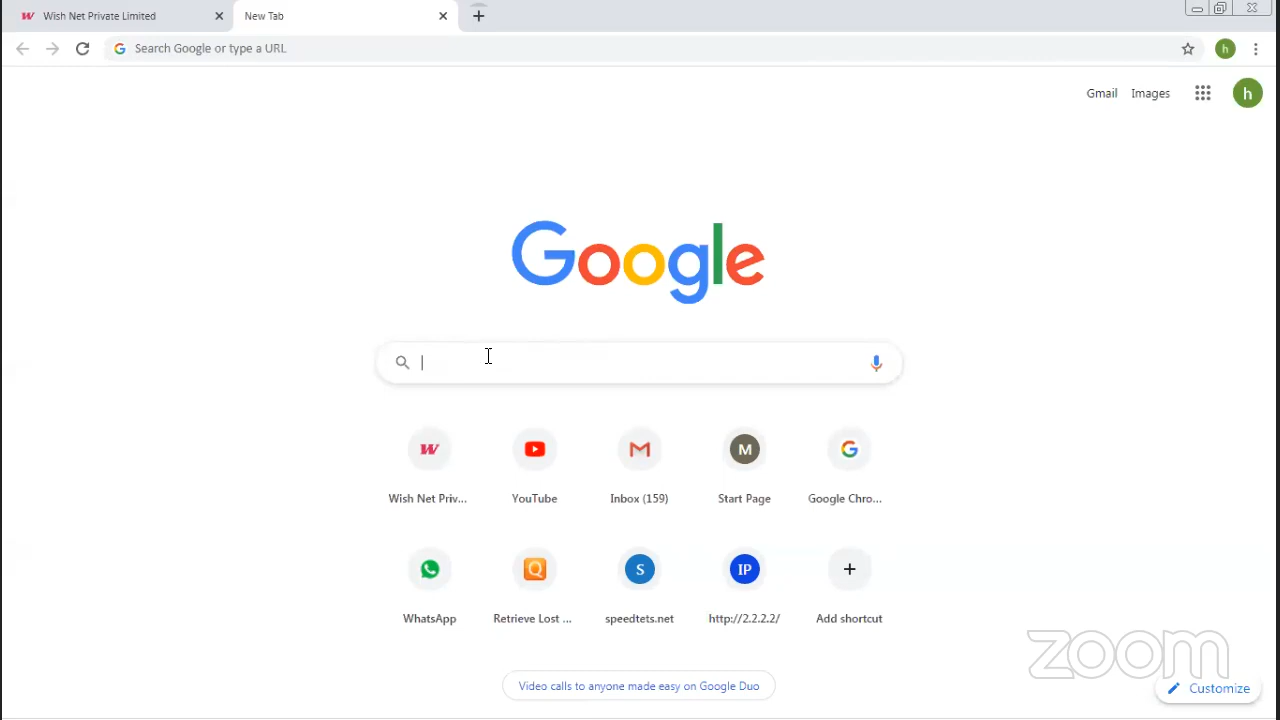 Wish Net Private Limited
New Tab
Search Google or type a URL
h
Gmail Images
h
Google
W
M
G
Wish Net Priv...
YouTube
Inbox (159)
Start Page
Google Chro...
Q
S
IP
WhatsApp
Retrieve Lost ...
speedtets.net
http://2.2.2.2/
Add shortcut
zoom
Video calls to anyone made easy on Google Duo
Customize